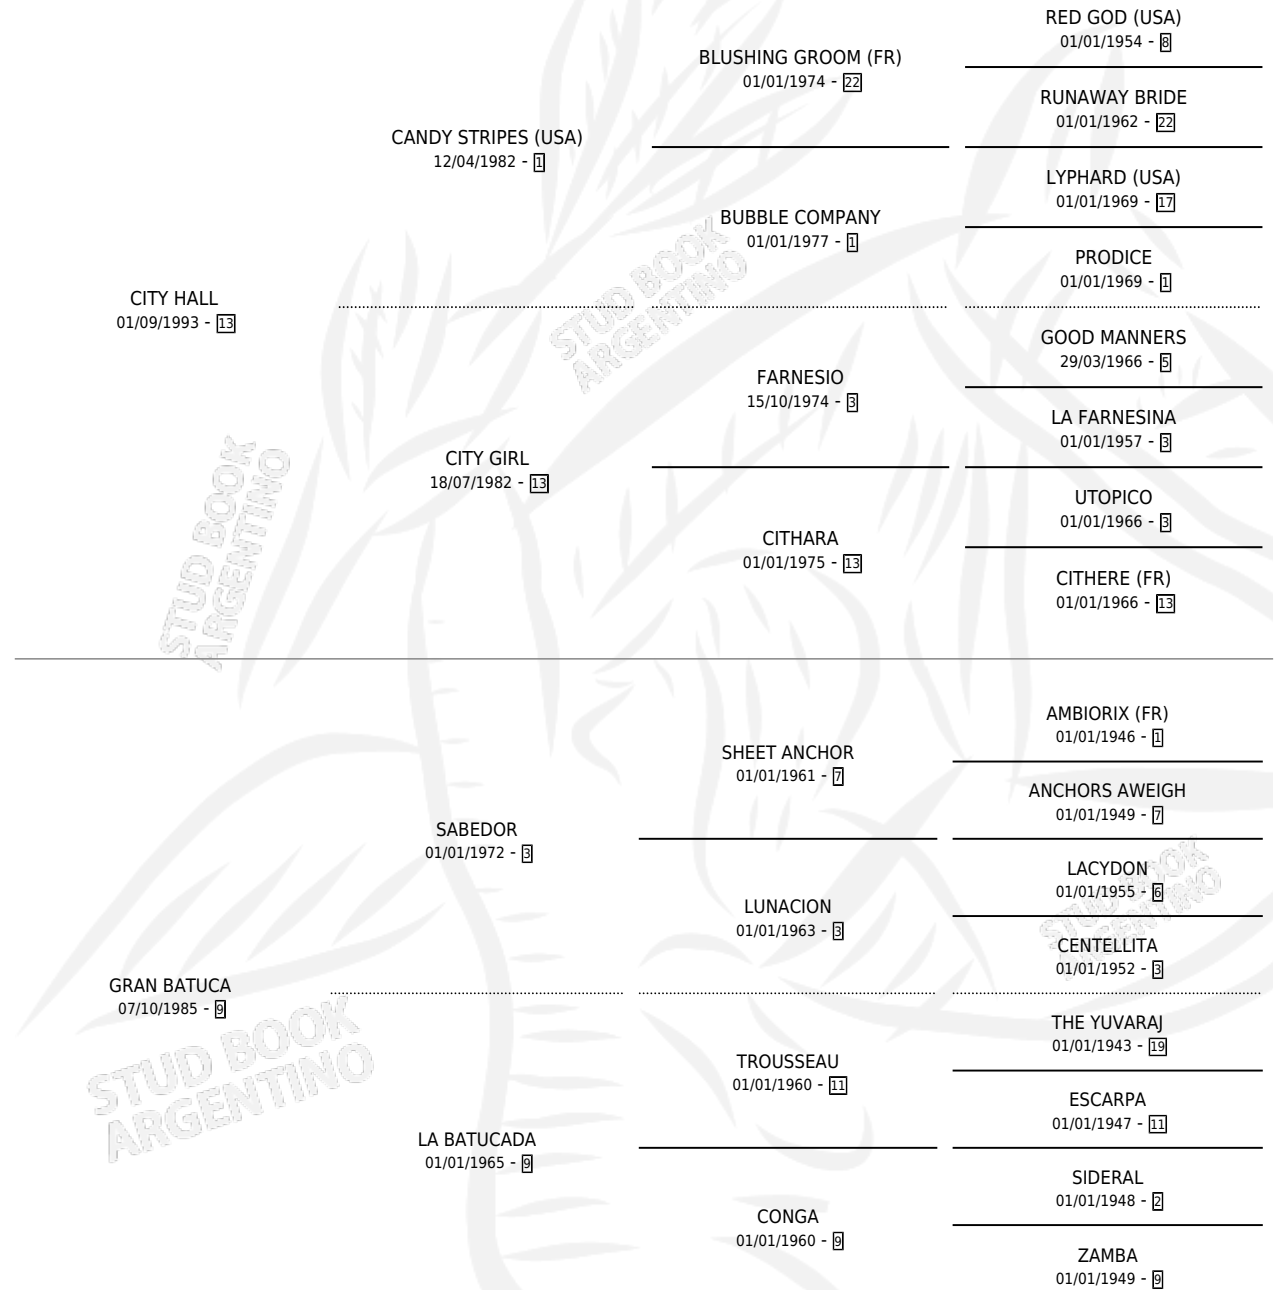 RED GOD (USA)
01/01/1954 - 8
BLUSHING GROOM (FR)
01/01/1974 - 22
RUNAWAY BRIDE
01/01/1962 - 22
CANDY STRIPES (USA)
12/04/1982 - 1
LYPHARD (USA)
01/01/1969 - 17
BUBBLE COMPANY
01/01/1977 - 1
PRODICE
01/01/1969 - 1
CITY HALL
01/09/1993 - 13
STUD BOOK
ARGENTINO
GOOD MANNERS
29/03/1966 - 5
FARNESIO
15/10/1974 - 3
LA FARNESINA
01/01/1957 - 3
CITY GIRL
18/07/1982 - 13
UTOPICO
01/01/1966 - 3
CITHARA
01/01/1975 - 13
CITHERE (FR)
01/01/1966 - 13
STUD BOOK
ARGENTINO
AMBIORIX (FR)
01/01/1946 - 1
SHEET ANCHOR
01/01/1961 - 7
ANCHORS AWEIGH
01/01/1949 - 7
SABEDOR
01/01/1972 - 3
LACYDON
01/01/1955 - 6
LUNACION
01/01/1963 - 3
STUD BOOK
ARGENTINO
CENTELLITA
01/01/1952 - 3
GRAN BATUCA
07/10/1985 - 9
STUD BOOK
ARGENTINO
THE YUVARAJ
01/01/1943 - 19
TROUSSEAU
01/01/1960 - 11
ESCARPA
01/01/1947 - 11
LA BATUCADA
01/01/1965 - 9
SIDERAL
01/01/1948 - 2
CONGA
01/01/1960 - 9
ZAMBA
01/01/1949 - 9